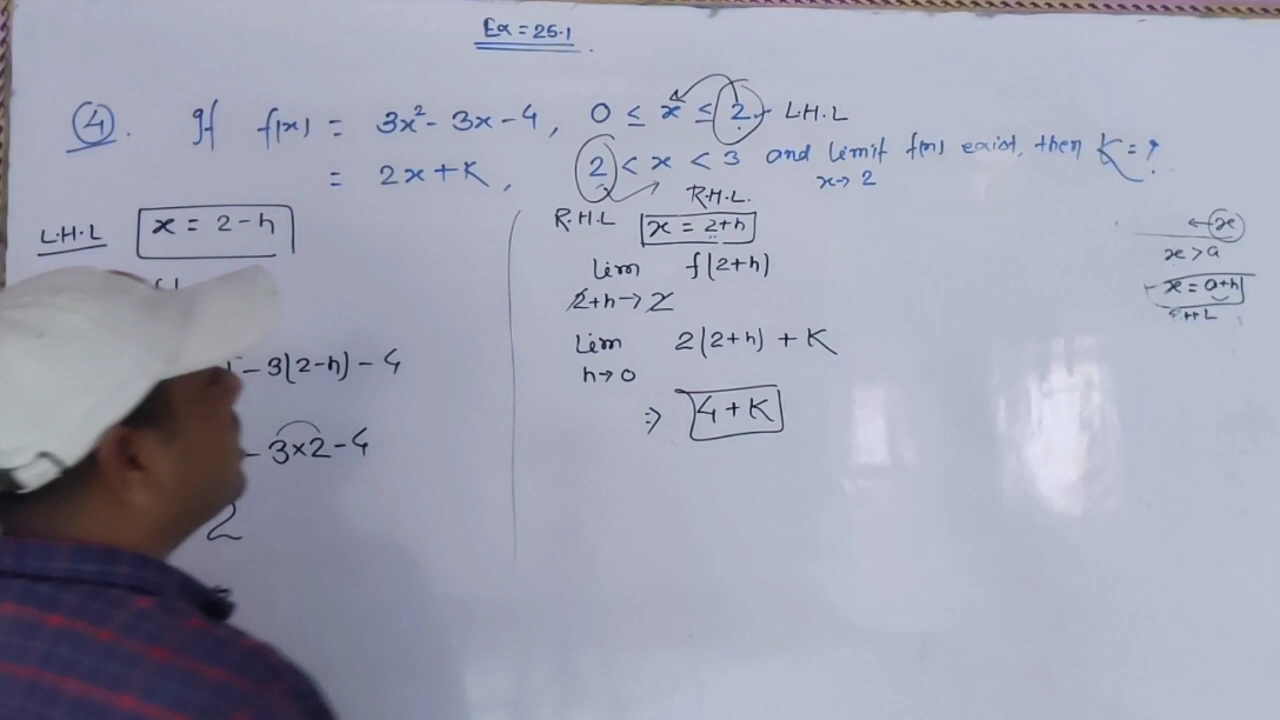 Ex = 25.1
4. If f(x) = 3x² - 3x - 4, 0 ≤ x ≤ 2 - L.H.L
= 2x + K, 2 < x < 3 and limit f(x) exist, then K = ?
x → 2
R.H.L.
L.H.L x = 2 - h
- 3(2-h) - 4
- 3×2 - 4
2
R.H.L x = 2+h
Lim f(2+h)
2+h → 2
Lim 2(2+h) + K
h → 0
⇒ 4 + K
← x
x > a
x = a+h